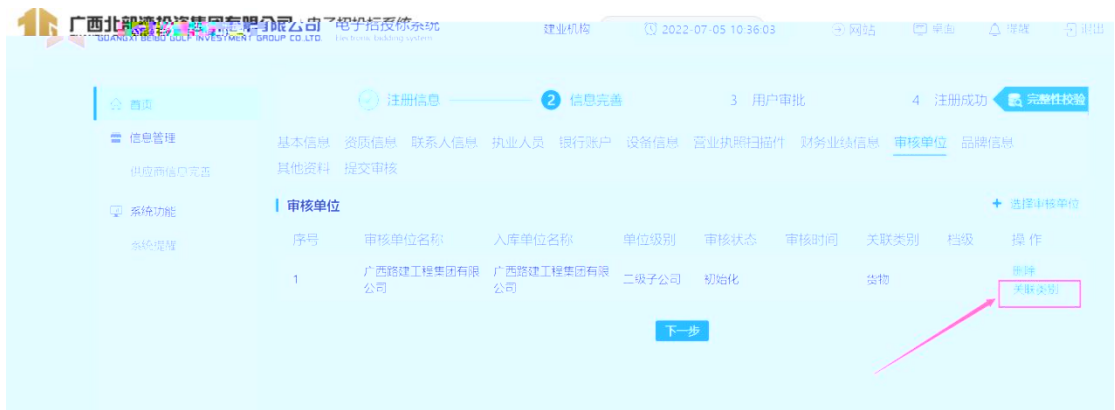 广西北部湾投资集团有限公司 电子招投标系统
GUANGXI BEIBU GULF INVESTMENT GROUP CO.,LTD. Electronic bidding system
建业机构 2022-07-05 10:36:03 网站 桌面 提醒 退出
首页
信息管理
供应商信息完善
系统功能
系统提醒
注册信息 2 信息完善 3 用户审批 4 注册成功 完整性校验
基本信息 资质信息 联系人信息 执业人员 银行账户 设备信息 营业执照扫描件 财务业绩信息 审核单位 品牌信息
其他资料 提交审核
审核单位 + 选择审核单位
序号 审核单位名称 入库单位名称 单位级别 审核状态 审核时间 关联类别 档级 操作
1 广西路建工程集团有限公司 广西路建工程集团有限公司 二级子公司 初始化 货物 删除
关联类别
下一步